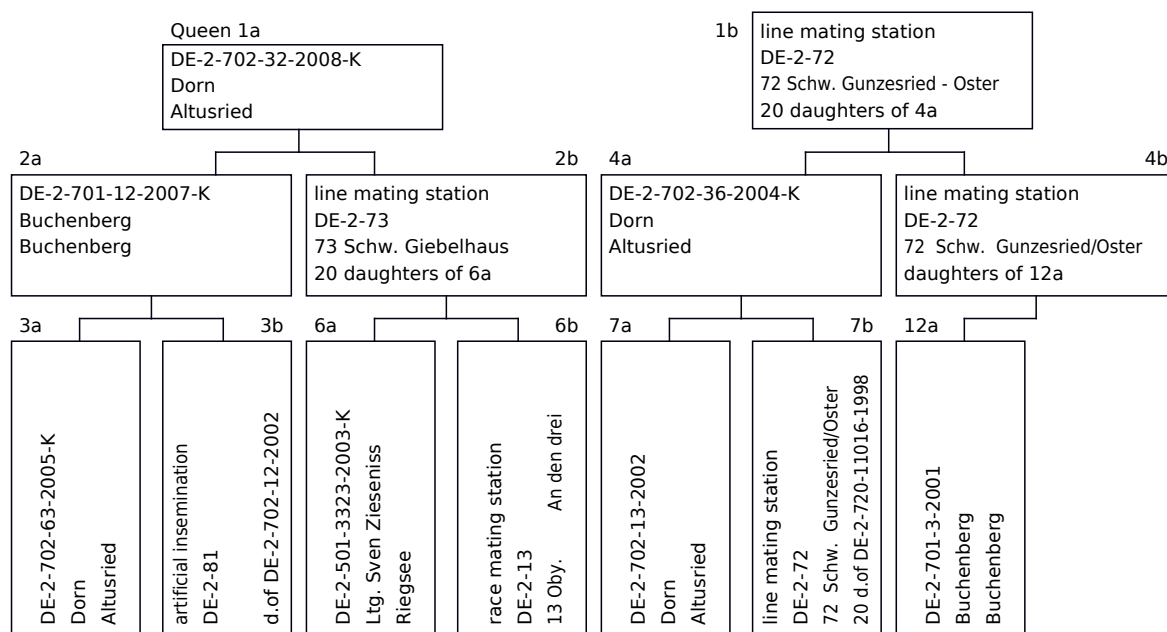 Queen 1a
DE-2-702-32-2008-K
Dorn
Altusried
1b
line mating station
DE-2-72
72 Schw. Gunzesried - Oster
20 daughters of 4a
2a
DE-2-701-12-2007-K
Buchenberg
Buchenberg
2b
line mating station
DE-2-73
73 Schw. Giebelhaus
20 daughters of 6a
4a
DE-2-702-36-2004-K
Dorn
Altusried
4b
line mating station
DE-2-72
72 Schw. Gunzesried/Oster
daughters of 12a
3a
DE-2-702-63-2005-K
Dorn
Altusried
3b
artificial insemination
DE-2-81
d.of DE-2-702-12-2002
6a
DE-2-501-3323-2003-K
Ltg. Sven Zieseniss
Riegsee
6b
race mating station
DE-2-13
13 Oby. An den drei
7a
DE-2-702-13-2002
Dorn
Altusried
7b
line mating station
DE-2-72
72 Schw. Gunzesried/Oster
20 d.of DE-2-720-11016-1998
12a
DE-2-701-3-2001
Buchenberg
Buchenberg